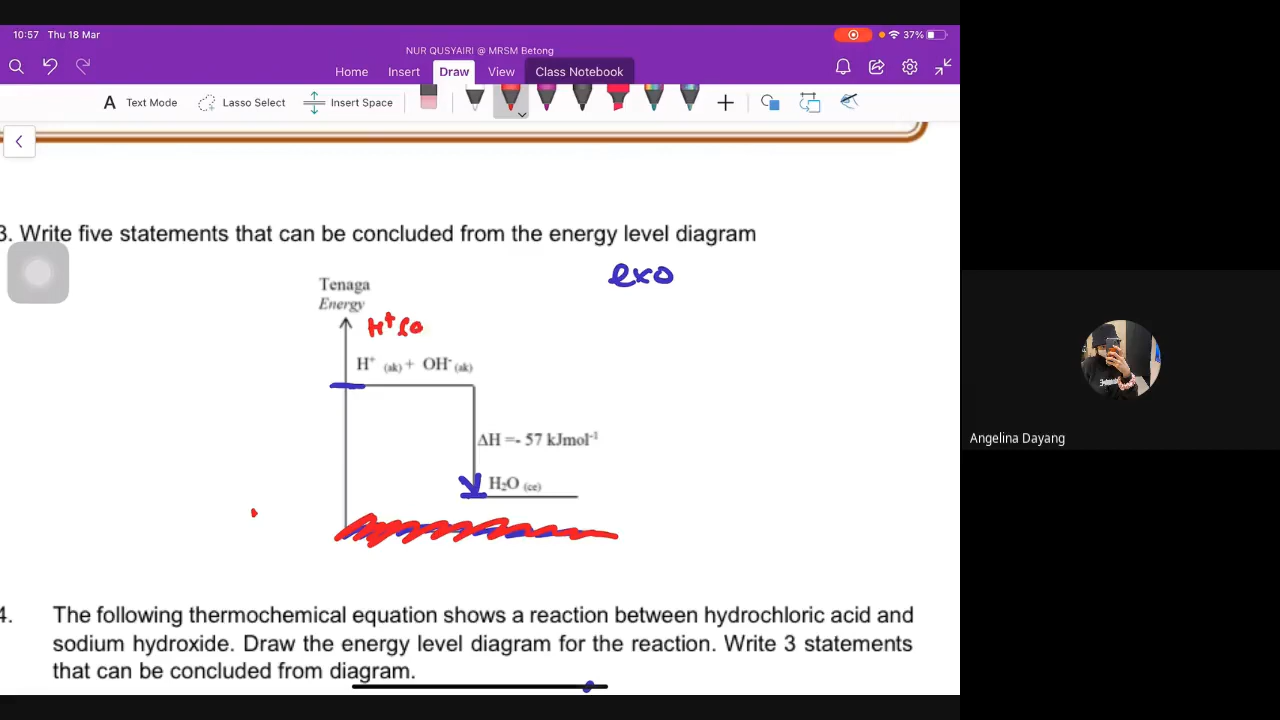 10:57 Thu 18 Mar
37%
NUR QUSYAIRI @ MRSM Betong
Home Insert Draw View Class Notebook
A Text Mode Lasso Select Insert Space
3. Write five statements that can be concluded from the energy level diagram
exo
Tenaga
Energy
H⁺ (ak) + OH⁻ (ak)
ΔH =- 57 kJmol⁻¹
H₂O (ce)
Angelina Dayang
4. The following thermochemical equation shows a reaction between hydrochloric acid and
sodium hydroxide. Draw the energy level diagram for the reaction. Write 3 statements
that can be concluded from diagram.